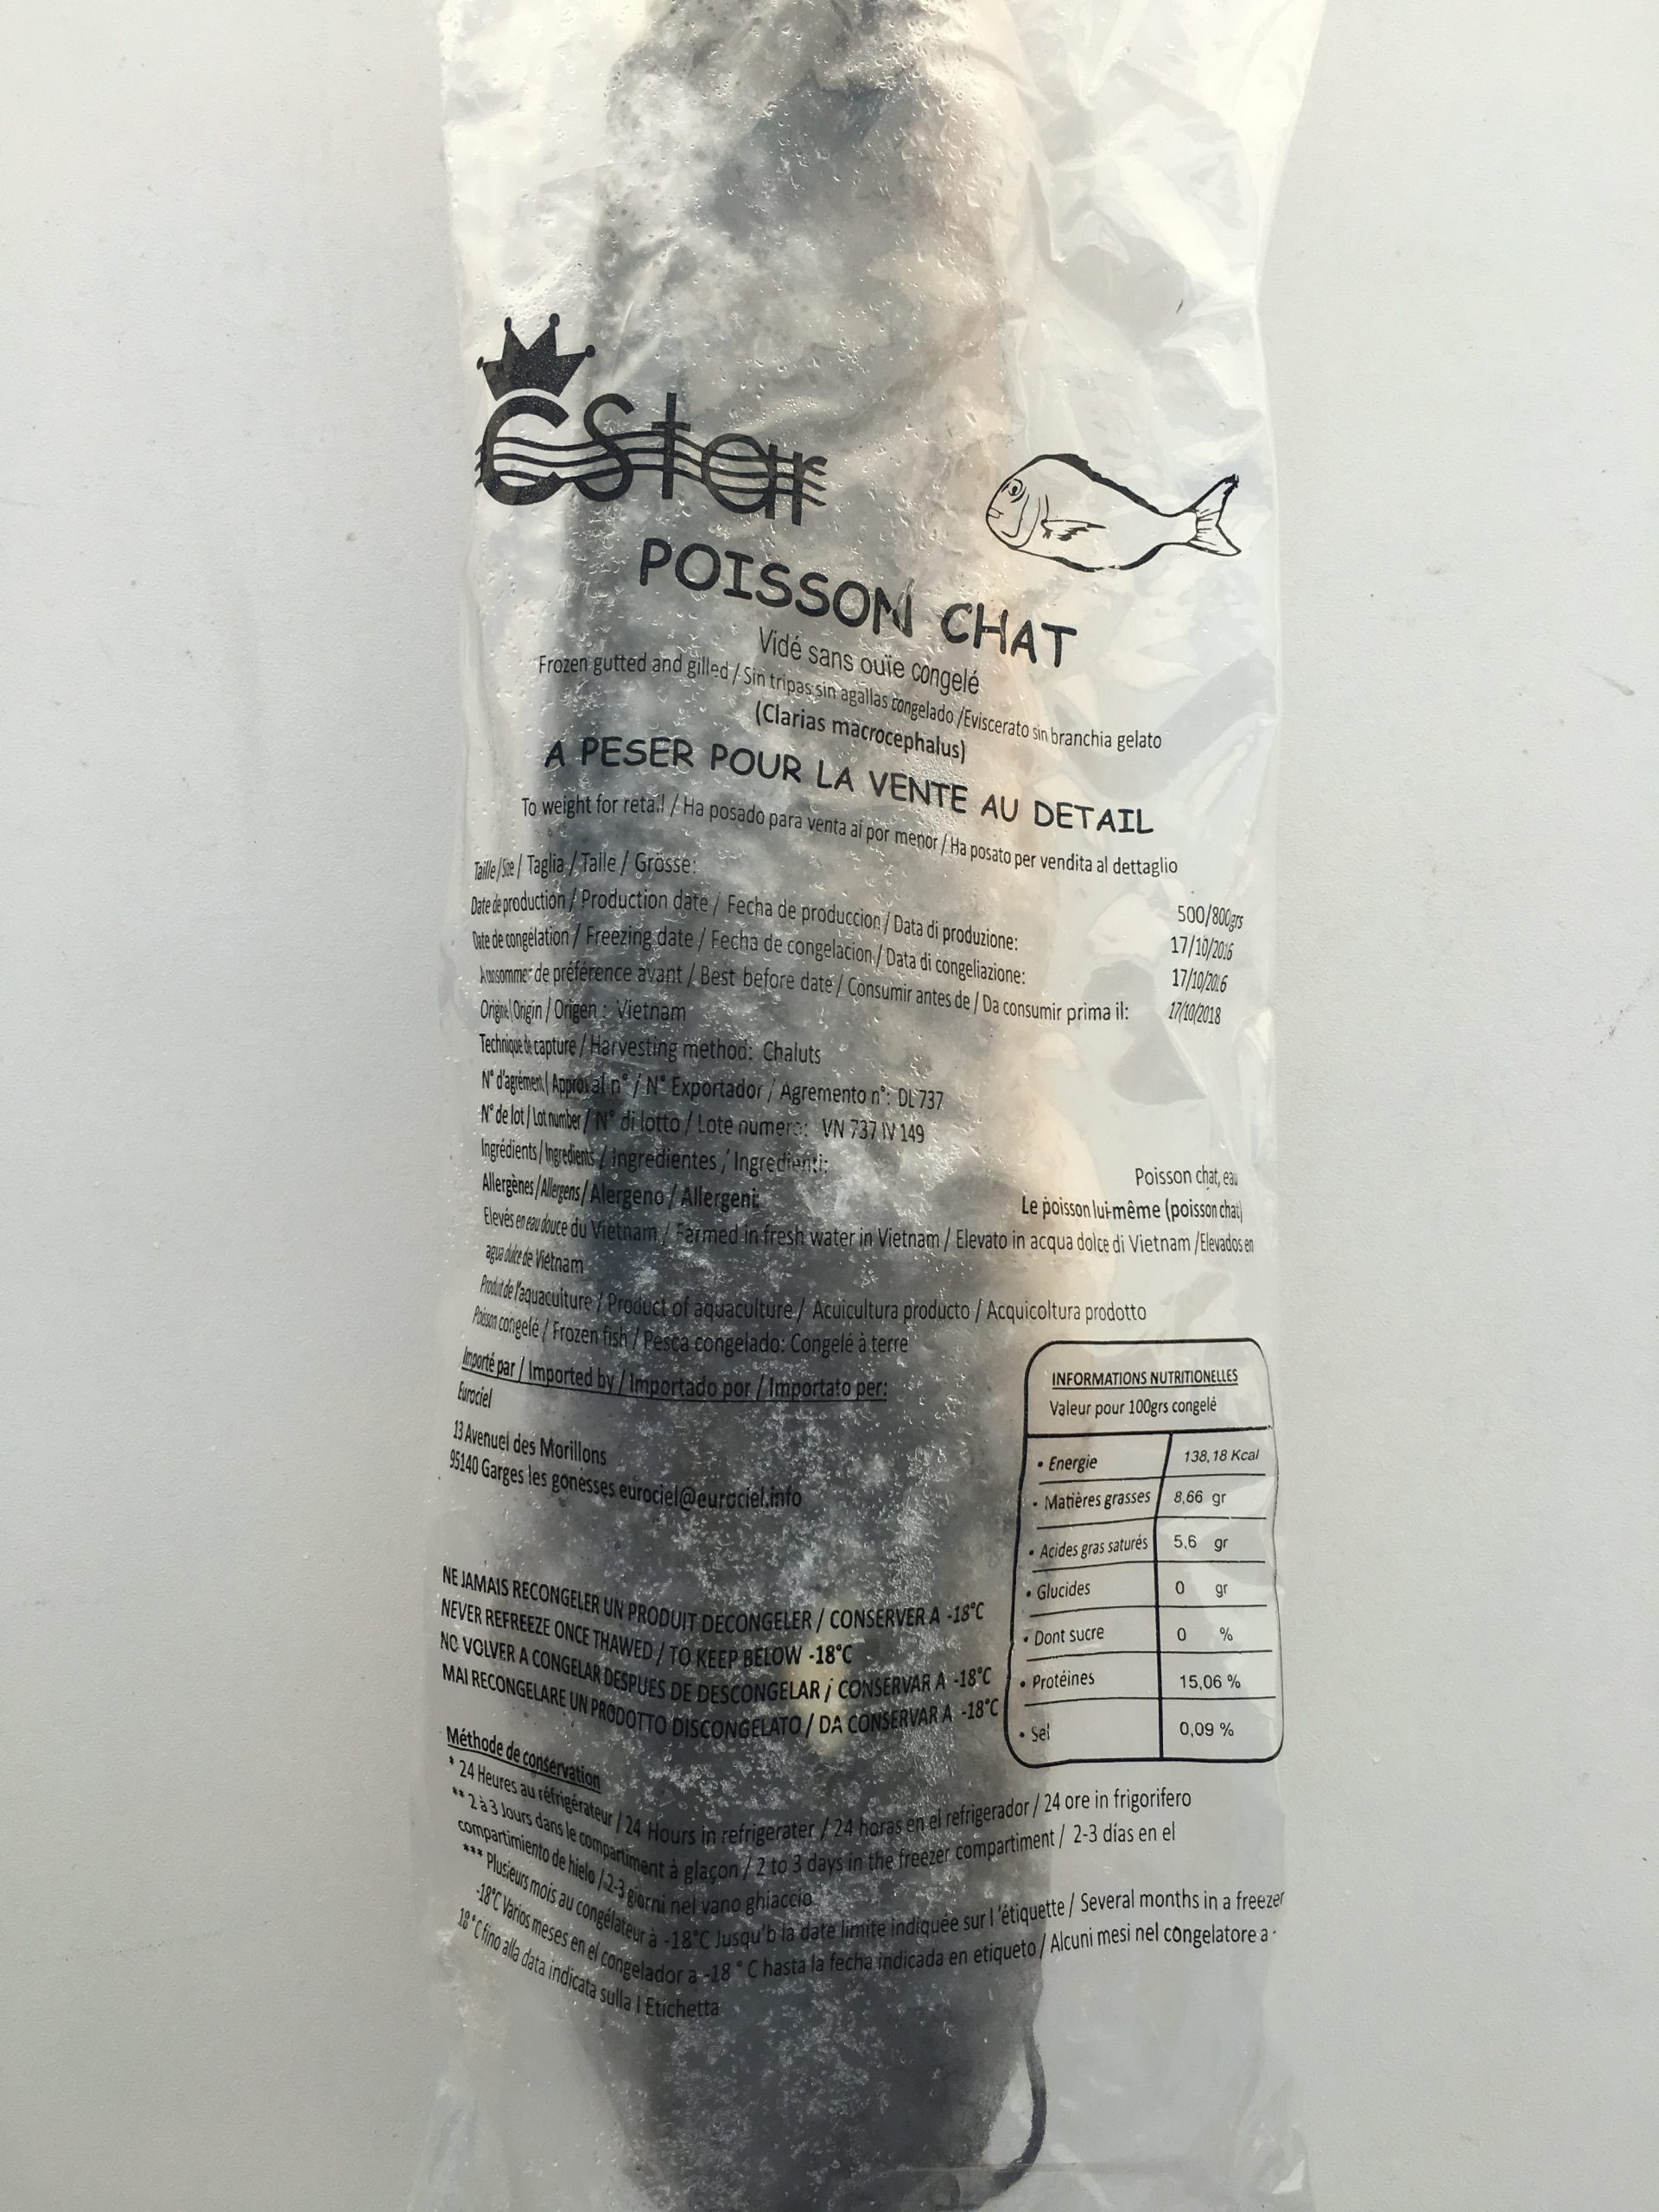 CStar
POISSON CHAT
Vidé sans ouïe congelé
Frozen gutted and gilled / Sin tripas sin agallas congelado /Eviscerato sin branchia gelato
(Clarias macrocephalus)
A PESER POUR LA VENTE AU DETAIL
To weight for retail / Ha posado para venta al por menor / Ha posato per vendita al dettaglio
Taille / Size / Taglia / Talle / Grösse: 500/800grs
Date de production / Production date / Fecha de produccion / Data di produzione: 17/10/2016
Date de congélation / Freezing date / Fecha de congelacion / Data di congeliazione: 17/10/2016
A consommer de préférence avant / Best before date / Consumir antes de / Da consumir prima il: 17/10/2018
Origine \ Origin / Origen : Vietnam
Technique de capture / Harvesting method: Chaluts
N° d'agrément ( Approval n° / N° Exportador / Agremento n°: DL 737
N° de lot / Lot number / N° di lotto / Lote numero: VN 737 IV 149
Ingrédients / Ingredients / Ingredientes / Ingredienti: Poisson chat, eau
Allergènes / Allergens / Alergeno / Allergeni: Le poisson lui-même (poisson chat)
Elevés en eau douce du Vietnam / Farmed in fresh water in Vietnam / Elevato in acqua dolce di Vietnam /Elevados en
agua dulce de Vietnam
Produit de l'aquaculture / Product of aquaculture / Acuicultura producto / Acquicoltura prodotto
Poisson congelé / Frozen fish / Pesca congelado: Congelé à terre
Importé par / Imported by / Importado por / Importato per:
Eurociel
13 Avenuel des Morillons
95140 Garges les gonesses eurociel@eurociel.info
INFORMATIONS NUTRITIONELLES
Valeur pour 100grs congelé
• Energie 138,18 Kcal
• Matières grasses 8,66 gr
• Acides gras saturés 5,6 gr
• Glucides 0 gr
• Dont sucre 0 %
• Protéines 15,06 %
• Sel 0,09 %
NE JAMAIS RECONGELER UN PRODUIT DECONGELER / CONSERVER A -18°C
NEVER REFREEZE ONCE THAWED / TO KEEP BELOW -18°C
NO VOLVER A CONGELAR DESPUES DE DESCONGELAR / CONSERVAR A -18°C
MAI RECONGELARE UN PRODOTTO DISCONGELATO / DA CONSERVAR A -18°C
Méthode de conservation
* 24 Heures au réfrigérateur / 24 Hours in refrigerater / 24 horas en el refrigerador / 24 ore in frigorifero
** 2 à 3 Jours dans le compartiment à glaçon / 2 to 3 days in the freezer compartiment / 2-3 días en el
compartimiento de hielo / 2-3 giorni nel vano ghiaccio
*** Plusieurs mois au congélateur à -18°C Jusqu'b la date limite indiquée sur l'étiquette / Several months in a freezer
-18°C Varios meses en el congelador a -18 ° C hasta la fecha indicada en etiqueto / Alcuni mesi nel congelatore a -
18 °C fino alla data indicata sulla l Etichetta